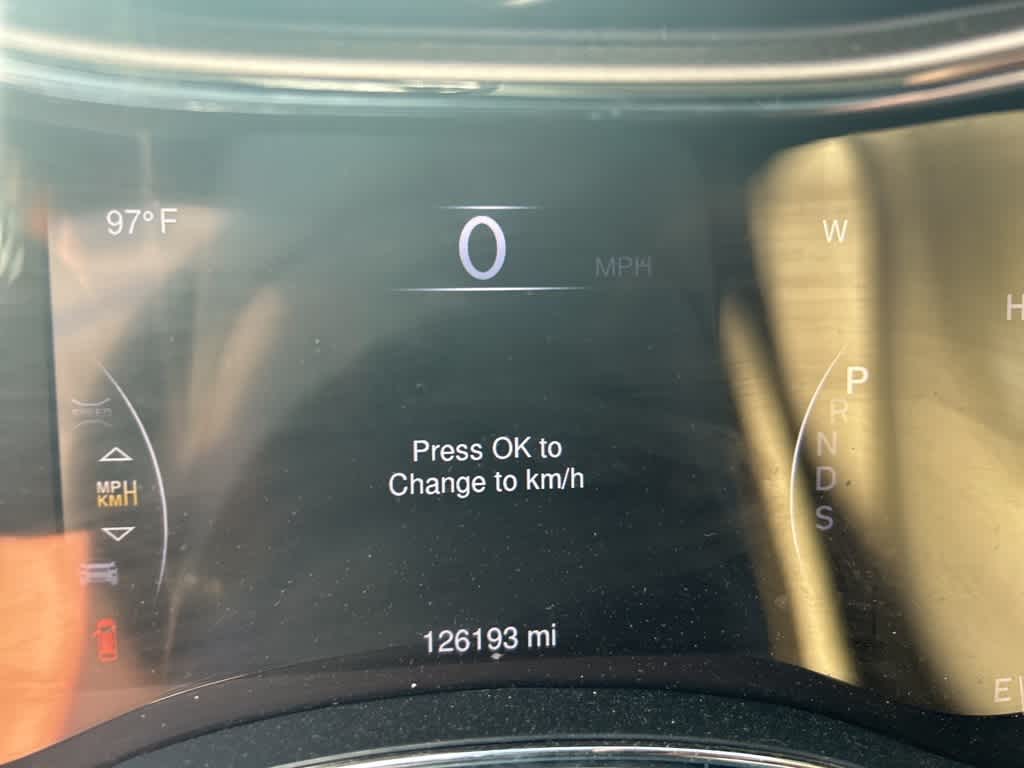 97°F
0
MPH
W
H
P
R
N
D
S
MPH
KMH
Press OK to
Change to km/h
126193 mi
E